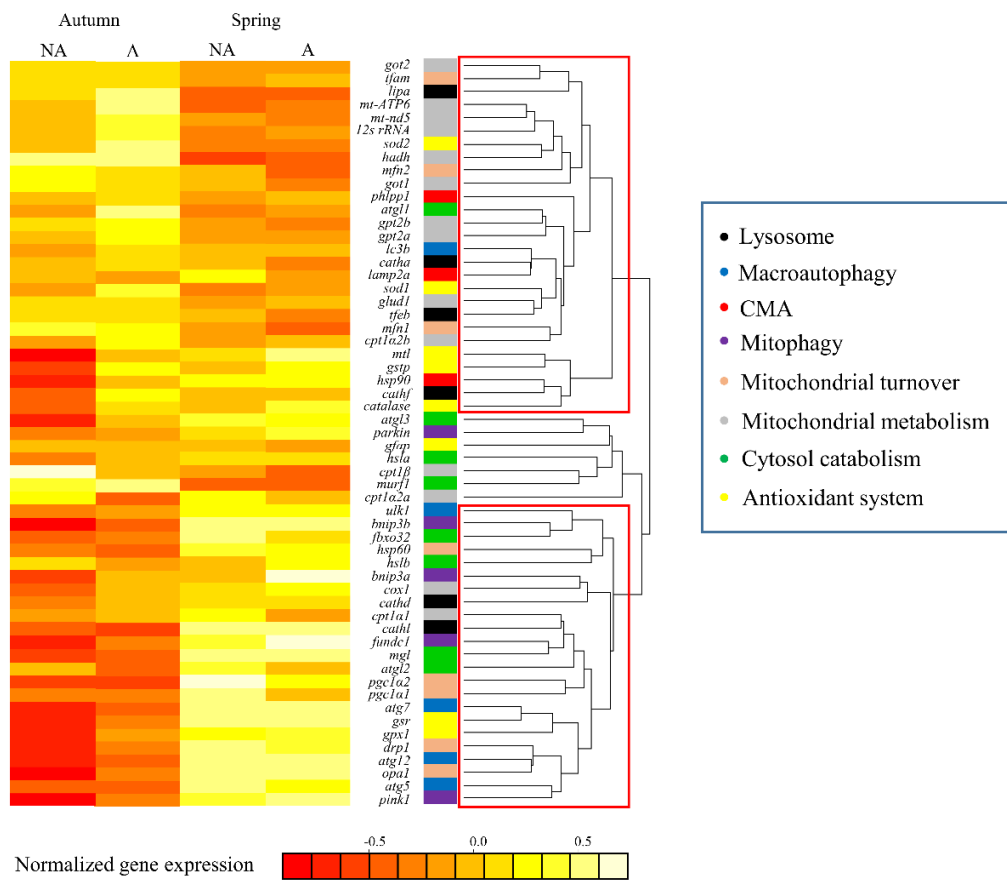 Autumn Spring
NA Λ NA A
got2
tfam
lipa
mt-ATP6
mt-nd5
12s rRNA
sod2
hadh
mfn2
got1
phlpp1
atgl1
gpt2b
gpt2a
lc3b
catha
lamp2a
sod1
glud1
tfeb
mfn1
cpt1α2b
mtl
gstp
hsp90
cathf
catalase
atgl3
parkin
gfap
hsla
cpt1β
murf1
cpt1α2a
ulk1
bnip3b
fbxo32
hsp60
hslb
bnip3a
cox1
cathd
cpt1α1
cathl
fundc1
mgl
atgl2
pgc1α2
pgc1α1
atg7
gsr
gpx1
drp1
atg12
opa1
atg5
pink1
Lysosome
Macroautophagy
CMA
Mitophagy
Mitochondrial turnover
Mitochondrial metabolism
Cytosol catabolism
Antioxidant system
-0.5 0.0 0.5
Normalized gene expression